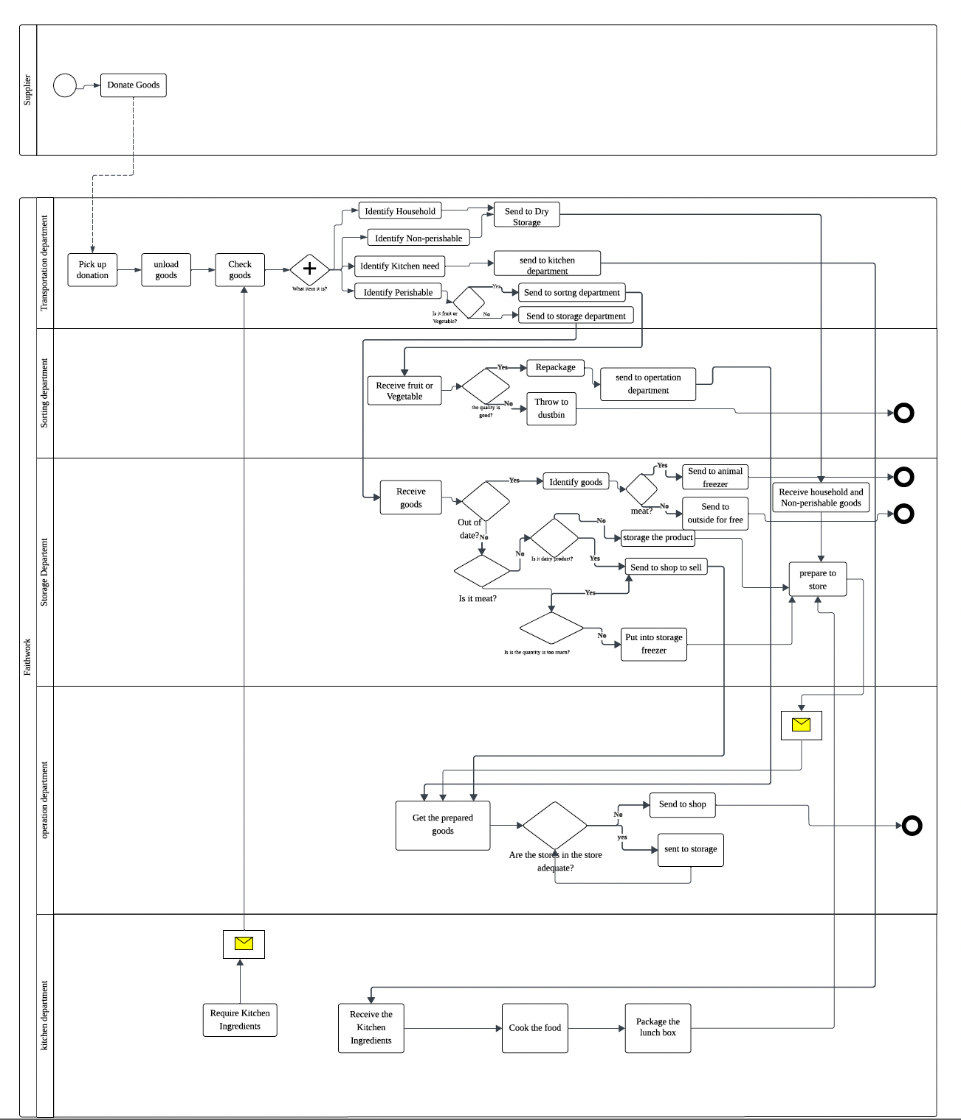 Supplier
Donate Goods
Faithwork
Transportation department
Pick up
donation
unload
goods
Check
goods
What item it is?
Identify Household
Identify Non-perishable
Identify Kitchen need
Identify Perishable
Send to Dry
Storage
send to kitchen
department
Is it fruit or
Vegetable?
Yes
No
Send to sortng department
Send to storage department
Sorting department
Receive fruit or
Vegetable
the quality is
good?
Yes
No
Repackage
Throw to
dustbin
send to opertation
department
Storage Departemt
Receive
goods
Out of
date?
Yes
No
Identify goods
meat?
Yes
No
Send to animal
freezer
Send to
outside for free
Receive household and
Non-perishable goods
Is it meat?
No
Is it dairy product?
No
Yes
storage the product
Send to shop to sell
prepare to
store
Yes
Is is the quantity is too much?
No
Put into storage
freezer
operation department
Get the prepared
goods
Are the stores in the store
adequate?
No
yes
Send to shop
sent to storage
kitchen department
Require Kitchen
Ingredients
Receive the
Kitchen
Ingredients
Cook the food
Package the
lunch box